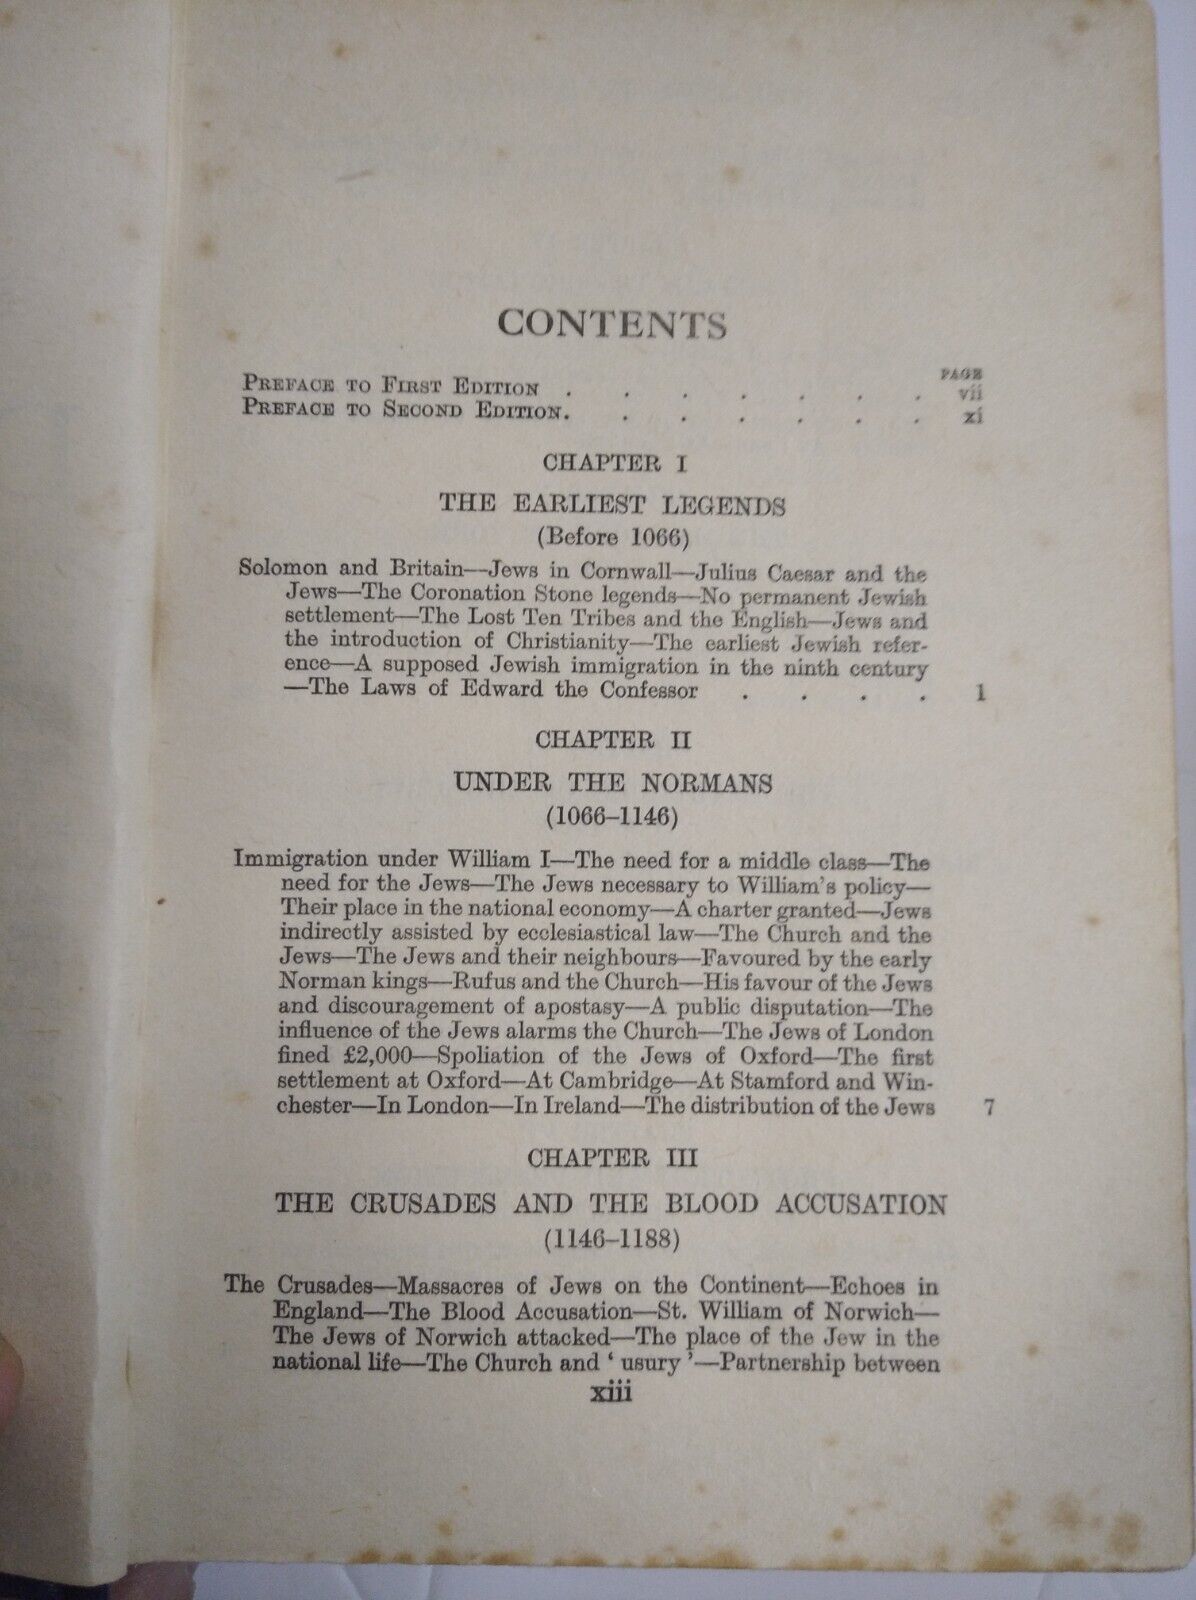 CONTENTS
PAGE
PREFACE TO FIRST EDITION . . . . . . . vii
PREFACE TO SECOND EDITION. . . . . . . xi
CHAPTER I
THE EARLIEST LEGENDS
(Before 1066)
Solomon and Britain—Jews in Cornwall—Julius Caesar and the
Jews—The Coronation Stone legends—No permanent Jewish
settlement—The Lost Ten Tribes and the English—Jews and
the introduction of Christianity—The earliest Jewish refer-
ence—A supposed Jewish immigration in the ninth century
—The Laws of Edward the Confessor . . . . 1
CHAPTER II
UNDER THE NORMANS
(1066–1146)
Immigration under William I—The need for a middle class—The
need for the Jews—The Jews necessary to William's policy—
Their place in the national economy—A charter granted—Jews
indirectly assisted by ecclesiastical law—The Church and the
Jews—The Jews and their neighbours—Favoured by the early
Norman kings—Rufus and the Church—His favour of the Jews
and discouragement of apostasy—A public disputation—The
influence of the Jews alarms the Church—The Jews of London
fined £2,000—Spoliation of the Jews of Oxford—The first
settlement at Oxford—At Cambridge—At Stamford and Win-
chester—In London—In Ireland—The distribution of the Jews 7
CHAPTER III
THE CRUSADES AND THE BLOOD ACCUSATION
(1146–1188)
The Crusades—Massacres of Jews on the Continent—Echoes in
England—The Blood Accusation—St. William of Norwich—
The Jews of Norwich attacked—The place of the Jew in the
national life—The Church and ' usury '—Partnership between
xiii